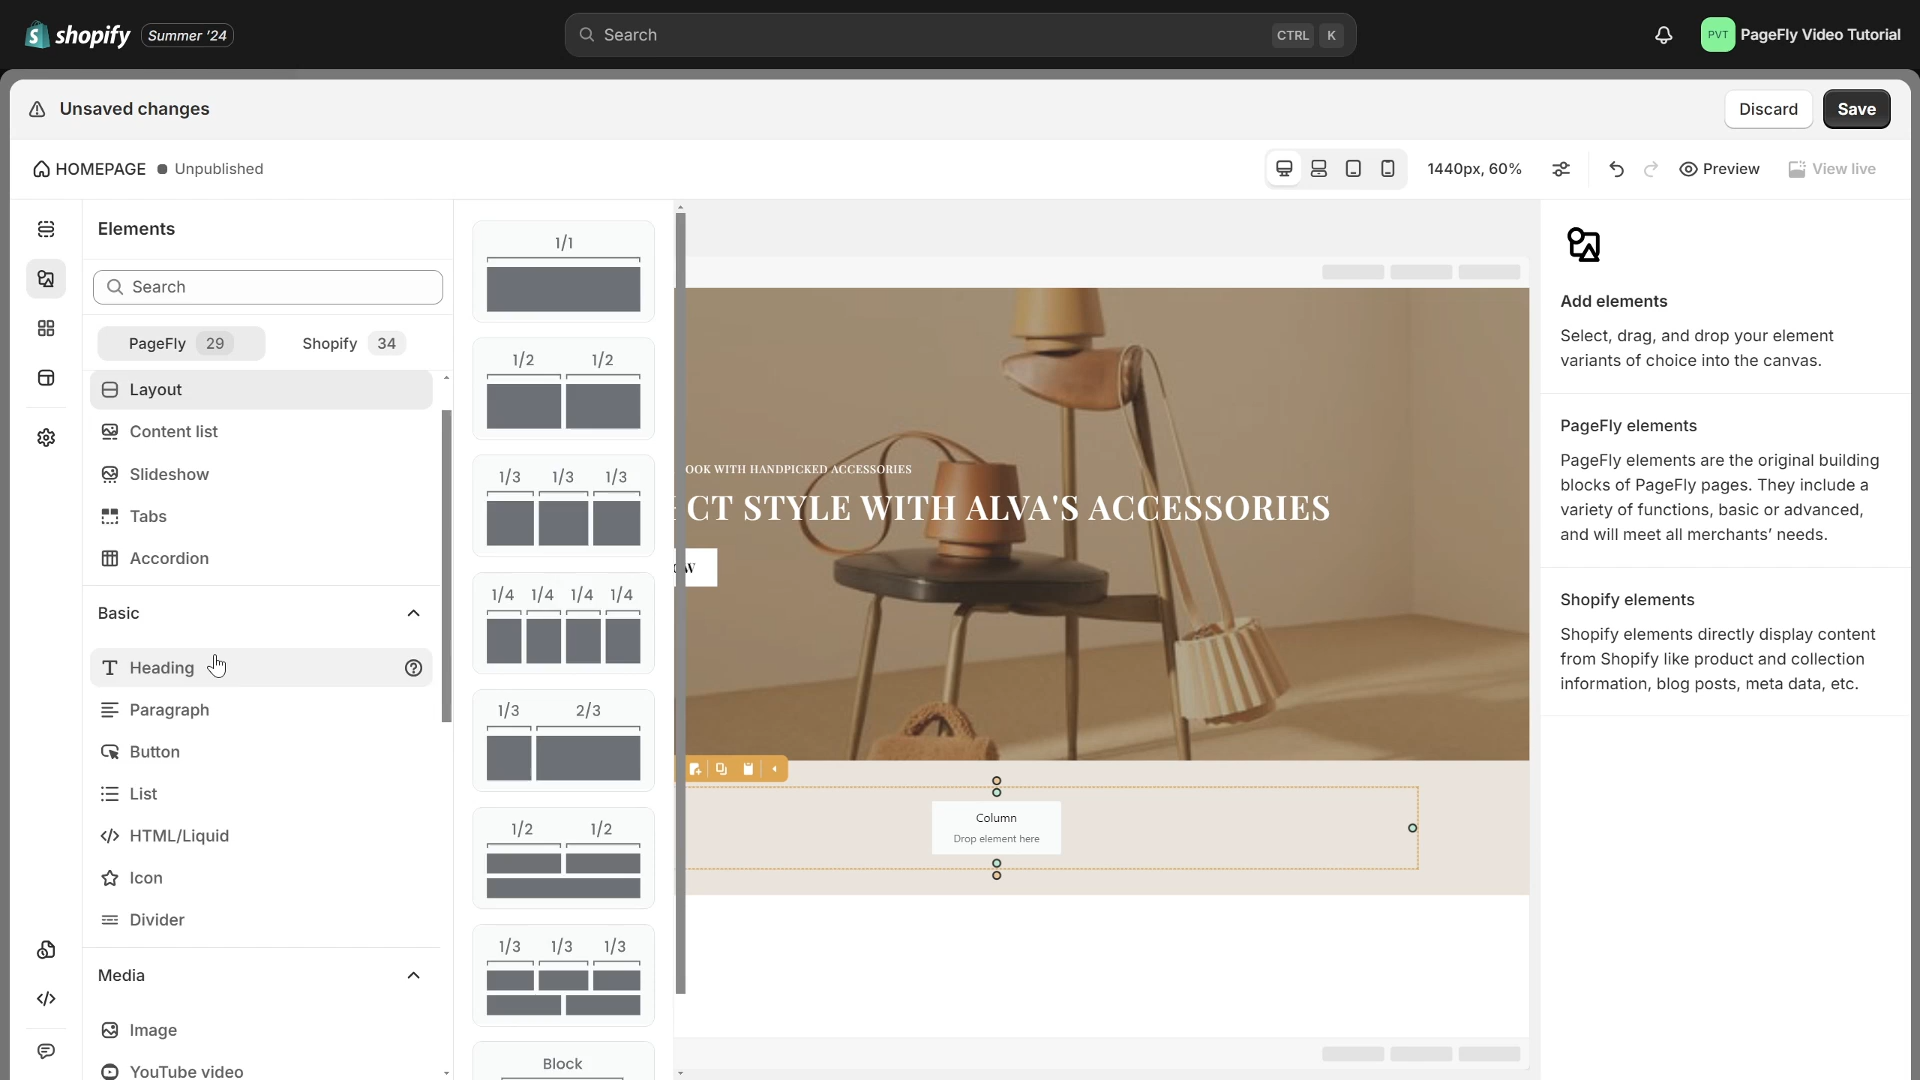 shopify
Summer '24
Search
CTRL
K
PVT
PageFly Video Tutorial
Unsaved changes
Discard
Save
HOMEPAGE
Unpublished
1440px, 60%
Preview
View live
Elements
Search
PageFly 29
Shopify 34
Layout
Content list
Slideshow
Tabs
Accordion
Basic
Heading
Paragraph
Button
List
HTML/Liquid
Icon
Divider
Media
Image
YouTube video
1/1
1/2 1/2
1/3 1/3 1/3
1/4 1/4 1/4 1/4
1/3 2/3
1/2 1/2
1/3 1/3 1/3
Block
OOK WITH HANDPICKED ACCESSORIES
CT STYLE WITH ALVA'S ACCESSORIES
OW
Column
Drop element here
Add elements
Select, drag, and drop your element
variants of choice into the canvas.
PageFly elements
PageFly elements are the original building
blocks of PageFly pages. They include a
variety of functions, basic or advanced,
and will meet all merchants’ needs.
Shopify elements
Shopify elements directly display content
from Shopify like product and collection
information, blog posts, meta data, etc.